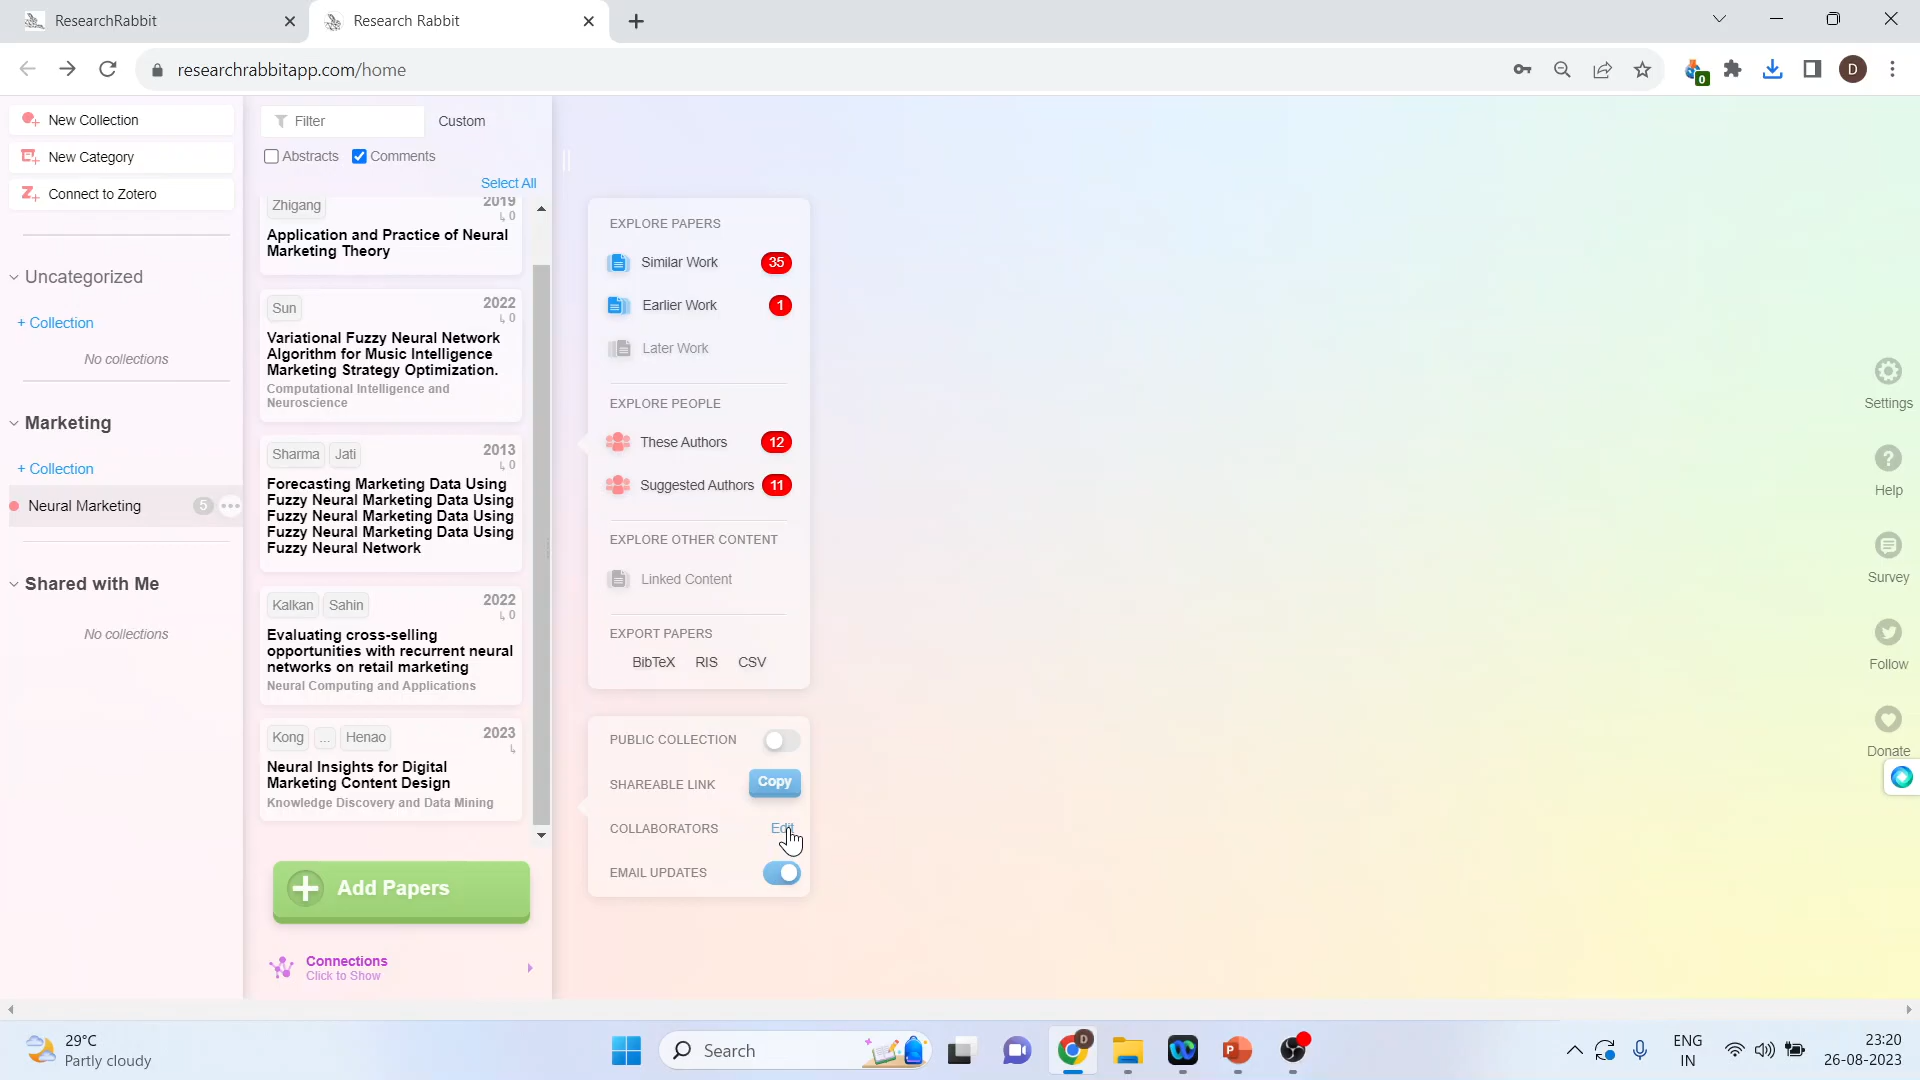 ResearchRabbit
Research Rabbit
researchrabbitapp.com/home
0
D
New Collection
New Category
Connect to Zotero
Uncategorized
+ Collection
No collections
Marketing
+ Collection
Neural Marketing 5
Shared with Me
No collections
Filter
Custom
Abstracts Comments
Select All
Zhigang 2019
0
Application and Practice of Neural
Marketing Theory
Sun 2022
0
Variational Fuzzy Neural Network
Algorithm for Music Intelligence
Marketing Strategy Optimization.
Computational Intelligence and
Neuroscience
Sharma Jati 2013
0
Forecasting Marketing Data Using
Fuzzy Neural Marketing Data Using
Fuzzy Neural Marketing Data Using
Fuzzy Neural Marketing Data Using
Fuzzy Neural Network
Kalkan Sahin 2022
0
Evaluating cross-selling
opportunities with recurrent neural
networks on retail marketing
Neural Computing and Applications
Kong ... Henao 2023
Neural Insights for Digital
Marketing Content Design
Knowledge Discovery and Data Mining
Add Papers
Connections
Click to Show
EXPLORE PAPERS
Similar Work 35
Earlier Work 1
Later Work
EXPLORE PEOPLE
These Authors 12
Suggested Authors 11
EXPLORE OTHER CONTENT
Linked Content
EXPORT PAPERS
BibTeX RIS CSV
PUBLIC COLLECTION
SHAREABLE LINK Copy
COLLABORATORS Edit
EMAIL UPDATES
Settings
Help
Survey
Follow
Donate
29°C
Partly cloudy
Search
D
ENG
IN
23:20
26-08-2023